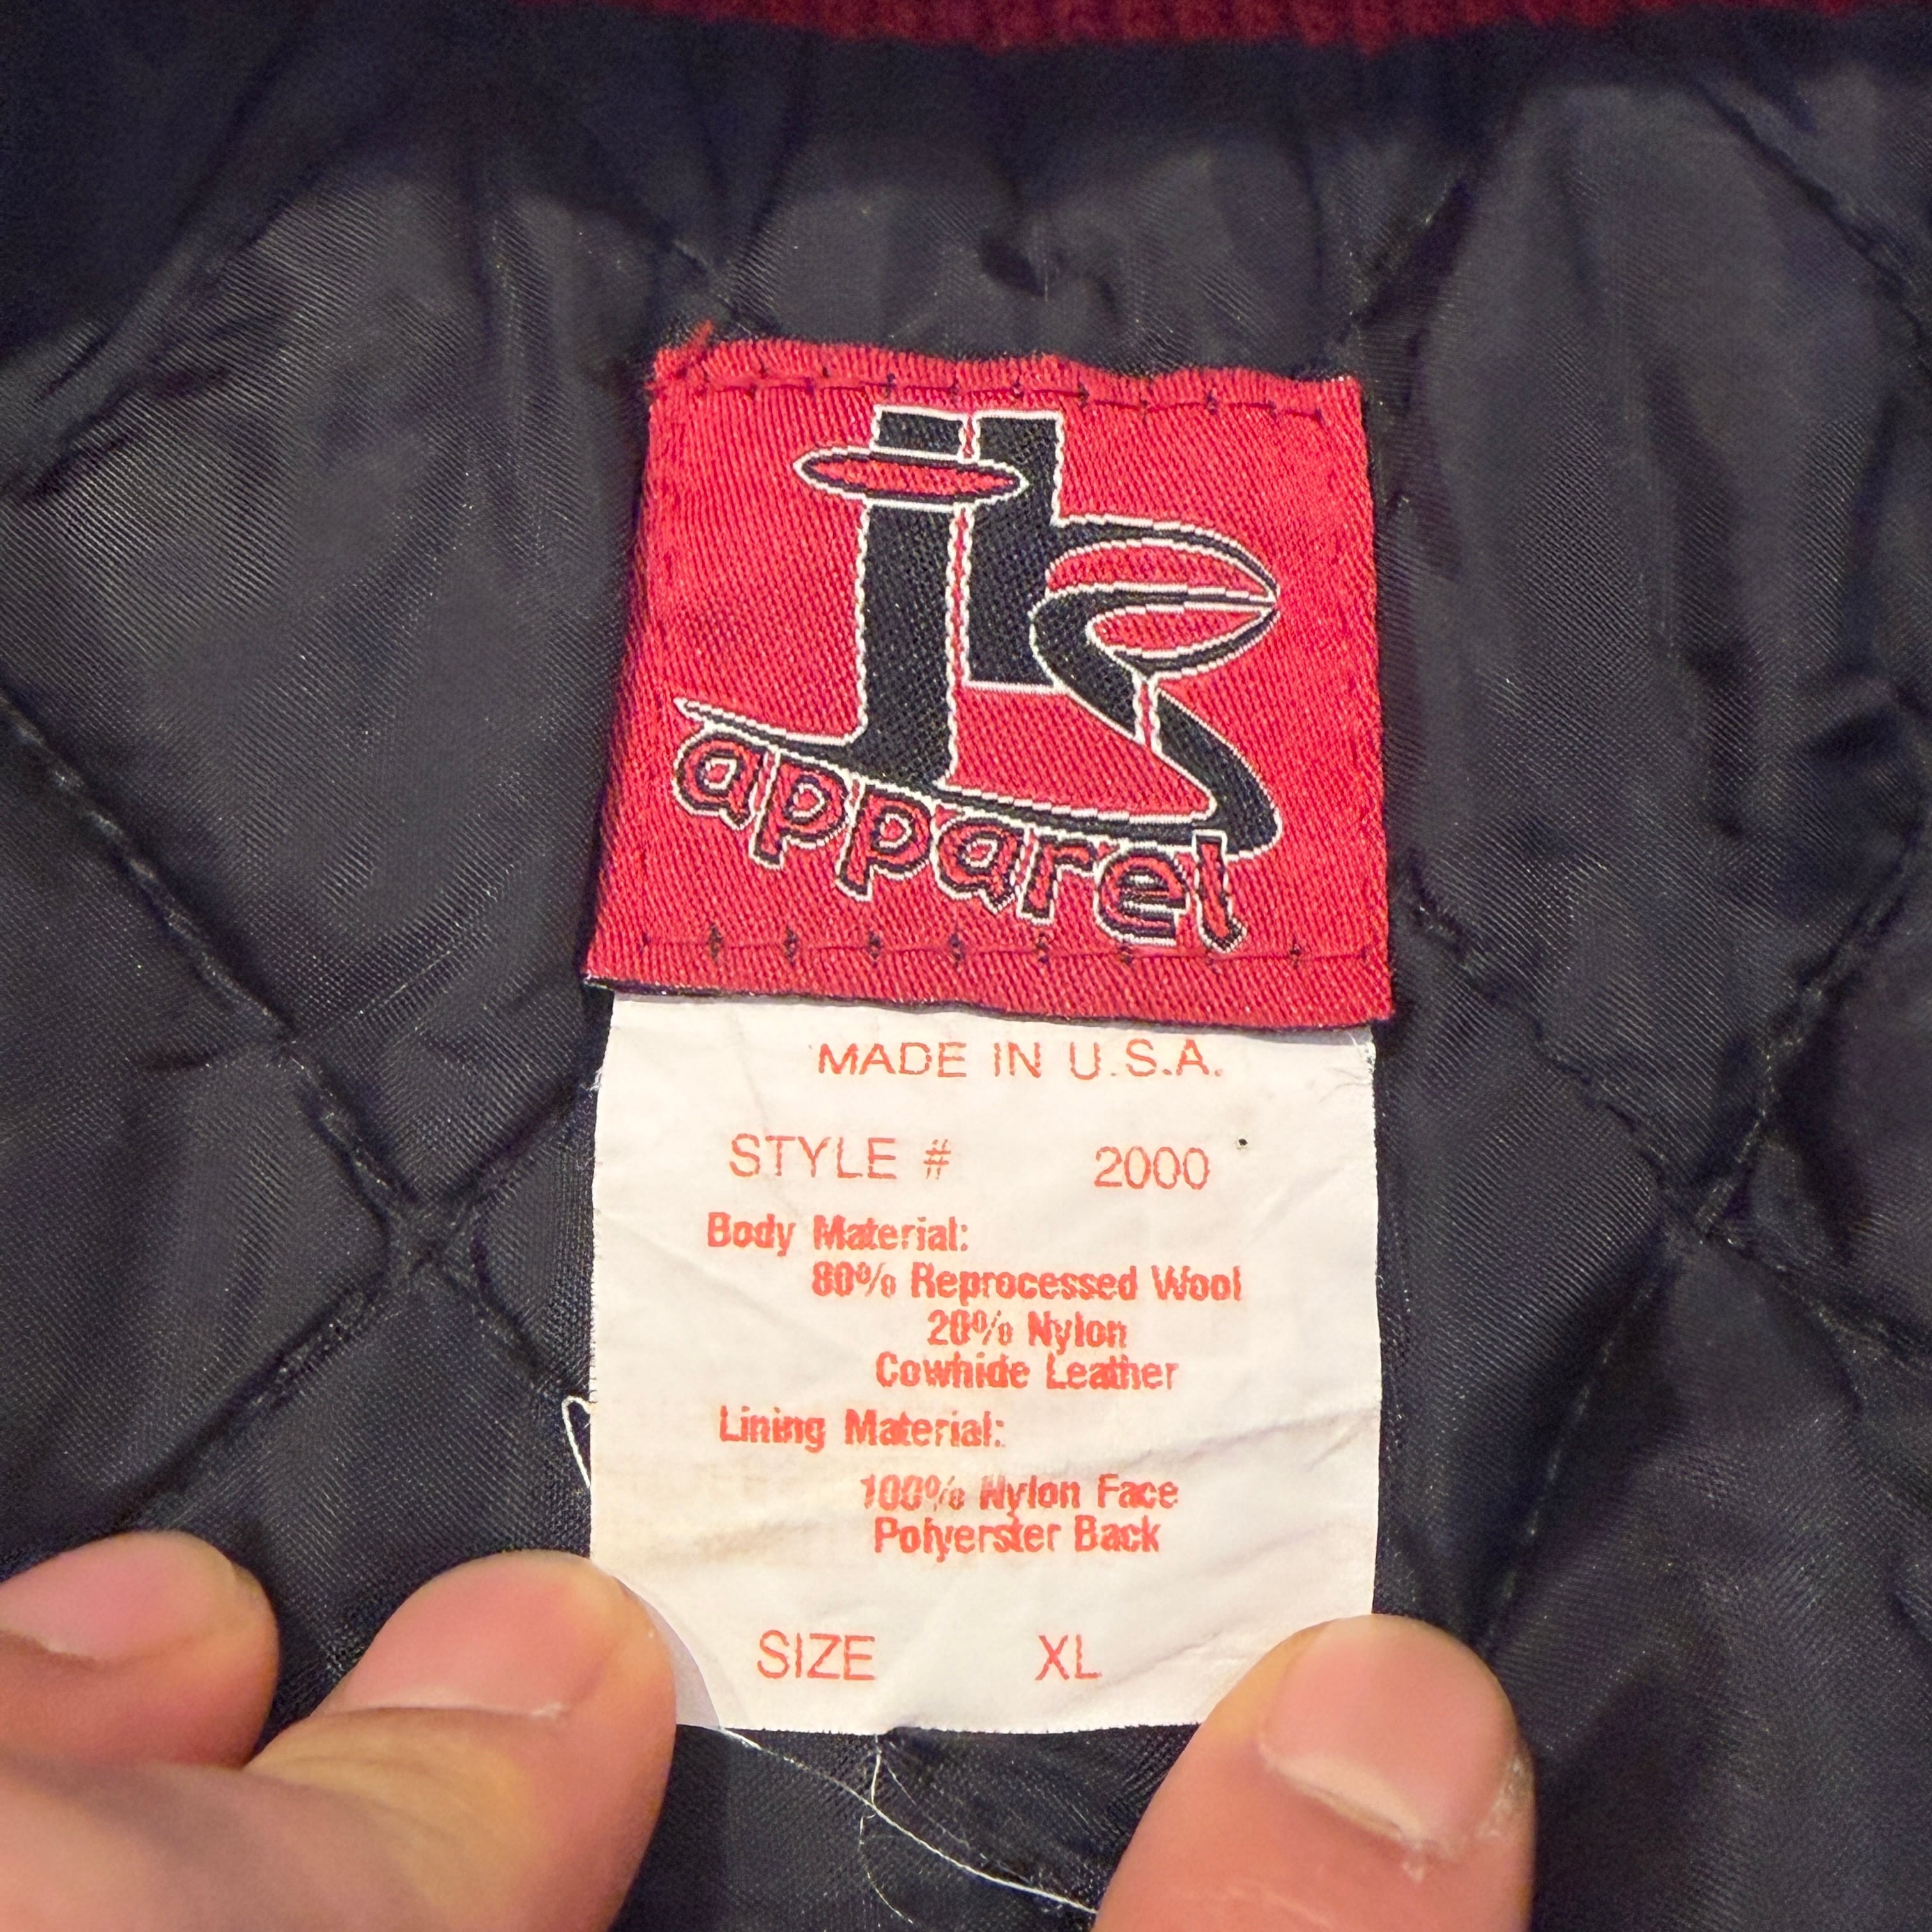 apparel
MADE IN U.S.A.
STYLE # 2000
Body Material:
80% Reprocessed Wool
20% Nylon
Cowhide Leather
Lining Material:
100% Nylon Face
Polyerster Back
SIZE XL